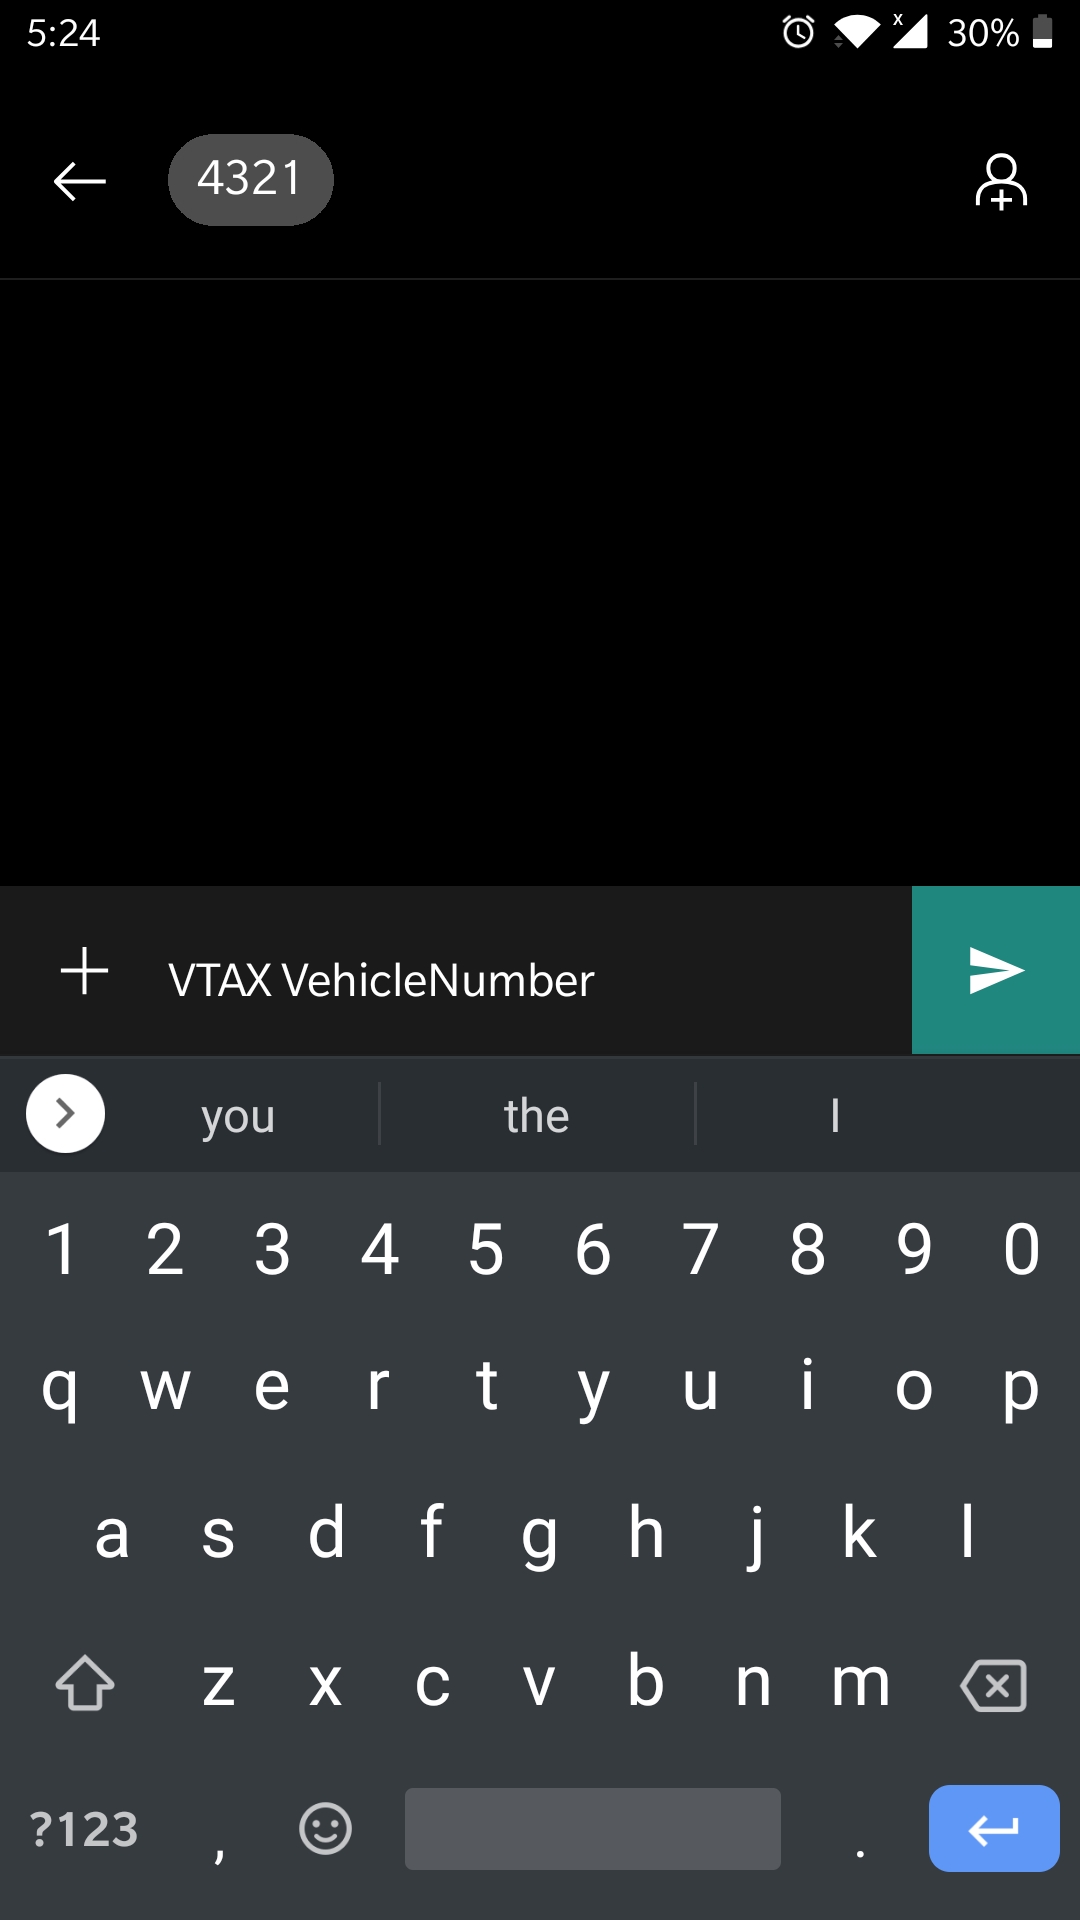 5:24 x 30%
4321
VTAX VehicleNumber
you the I
1 2 3 4 5 6 7 8 9 0
q w e r t y u i o p
a s d f g h j k l
z x c v b n m
?123 , .